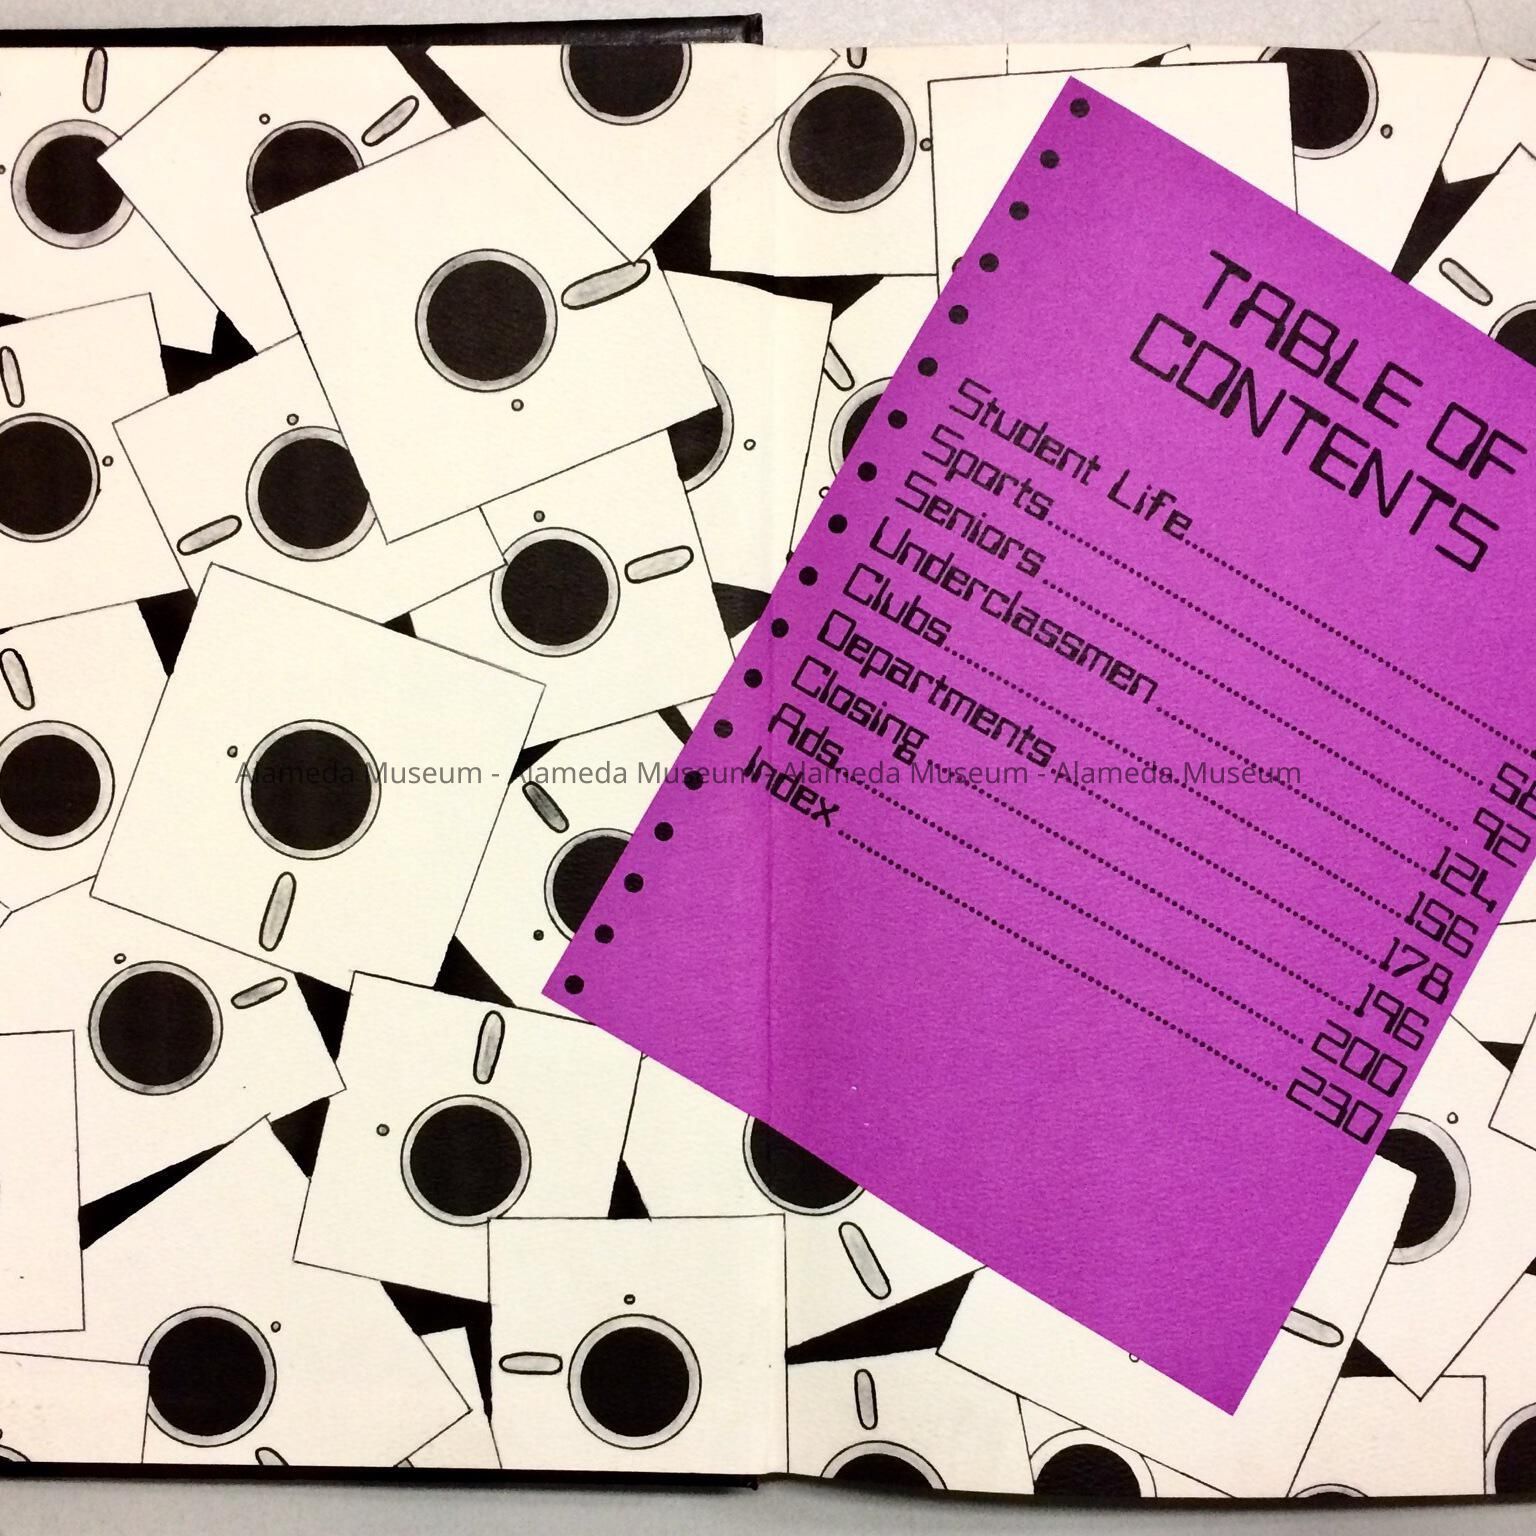 TABLE OF
CONTENTS
Student Life........
Sports........
Seniors........92
Underclassmen........124
Clubs........156
Departments........178
Closing........196
Ads........200
Index........230
Alameda Museum - Alameda Museum - Alameda Museum - Alameda Museum